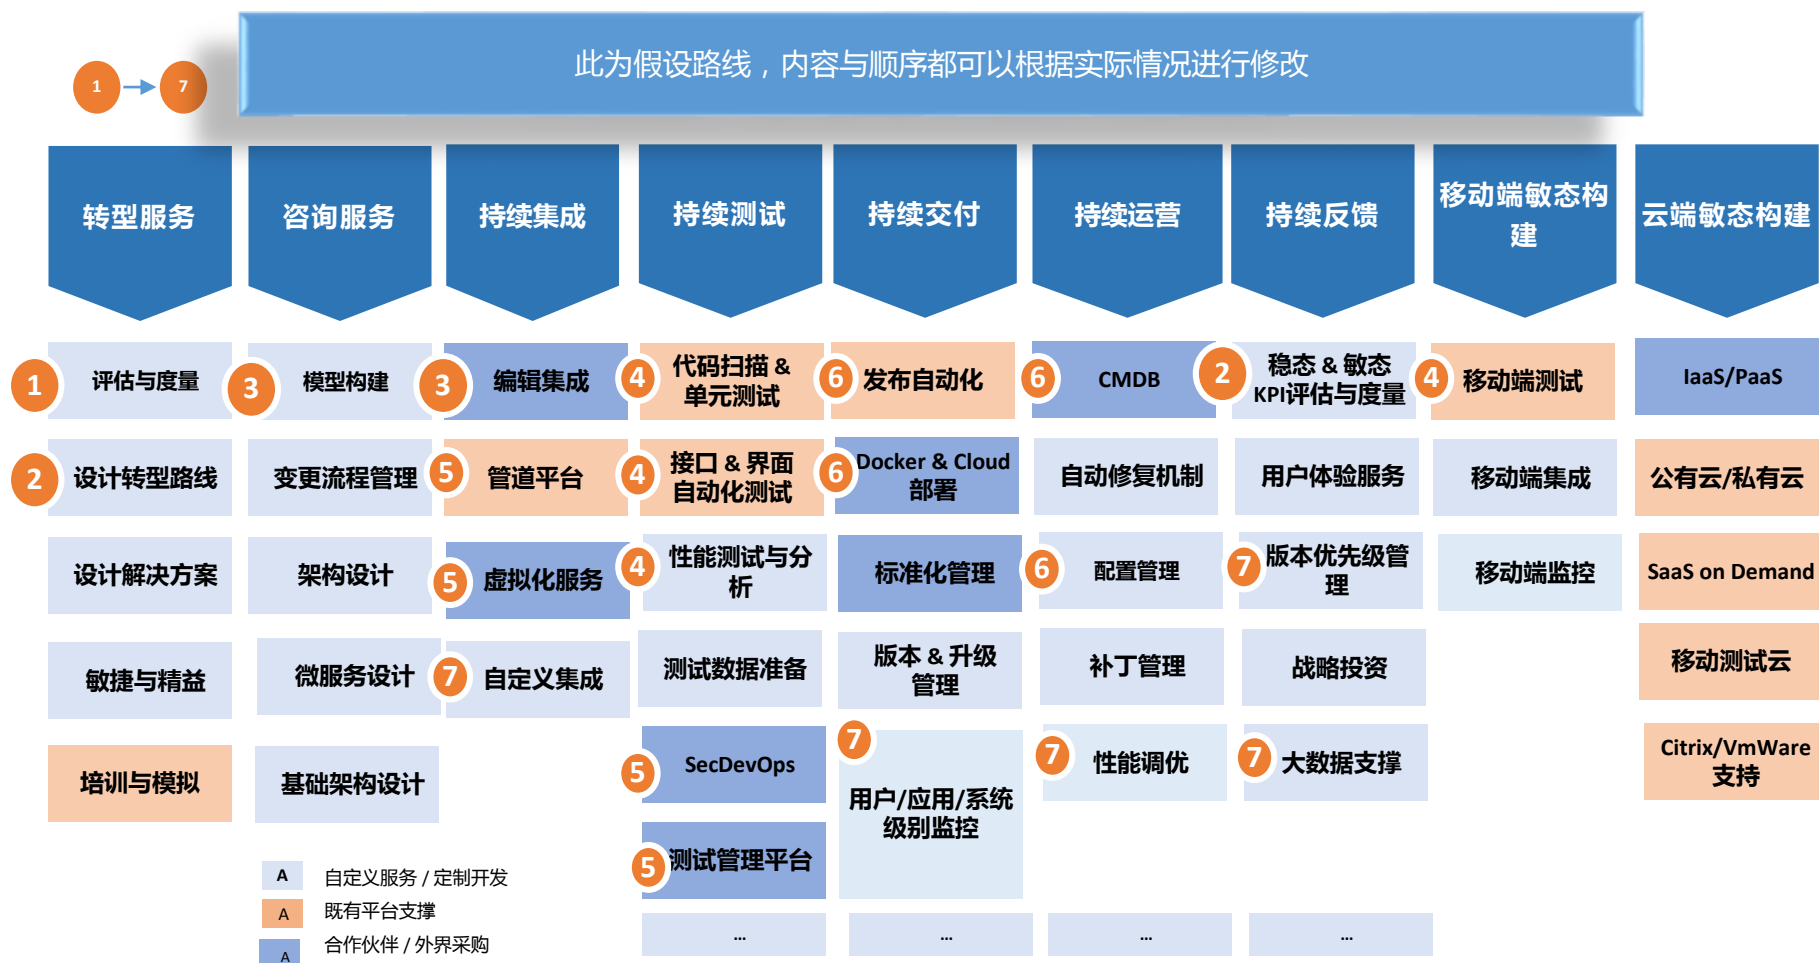 此为假设路线，内容与顺序都可以根据实际情况进行修改
1
7
转型服务
咨询服务
持续集成
持续测试
持续交付
持续运营
持续反馈
移动端敏态构
建
云端敏态构建
1
评估与度量
3
模型构建
3
编辑集成
4
代码扫描 &
单元测试
6
发布自动化
6
CMDB
2
稳态 & 敏态
KPI评估与度量
4
移动端测试
IaaS/PaaS
2
设计转型路线
变更流程管理
5
管道平台
4
接口 & 界面
自动化测试
6
Docker & Cloud
部署
自动修复机制
用户体验服务
移动端集成
公有云/私有云
设计解决方案
架构设计
5
虚拟化服务
4
性能测试与分
析
标准化管理
6
配置管理
7
版本优先级管
理
移动端监控
SaaS on Demand
敏捷与精益
微服务设计
7
自定义集成
测试数据准备
版本 & 升级
管理
补丁管理
战略投资
移动测试云
培训与模拟
基础架构设计
5
SecDevOps
7
用户/应用/系统
级别监控
7
性能调优
7
大数据支撑
Citrix/VmWare
支持
5
测试管理平台
A
自定义服务 / 定制开发
A
既有平台支撑
A
合作伙伴 / 外界采购
...
...
...
...